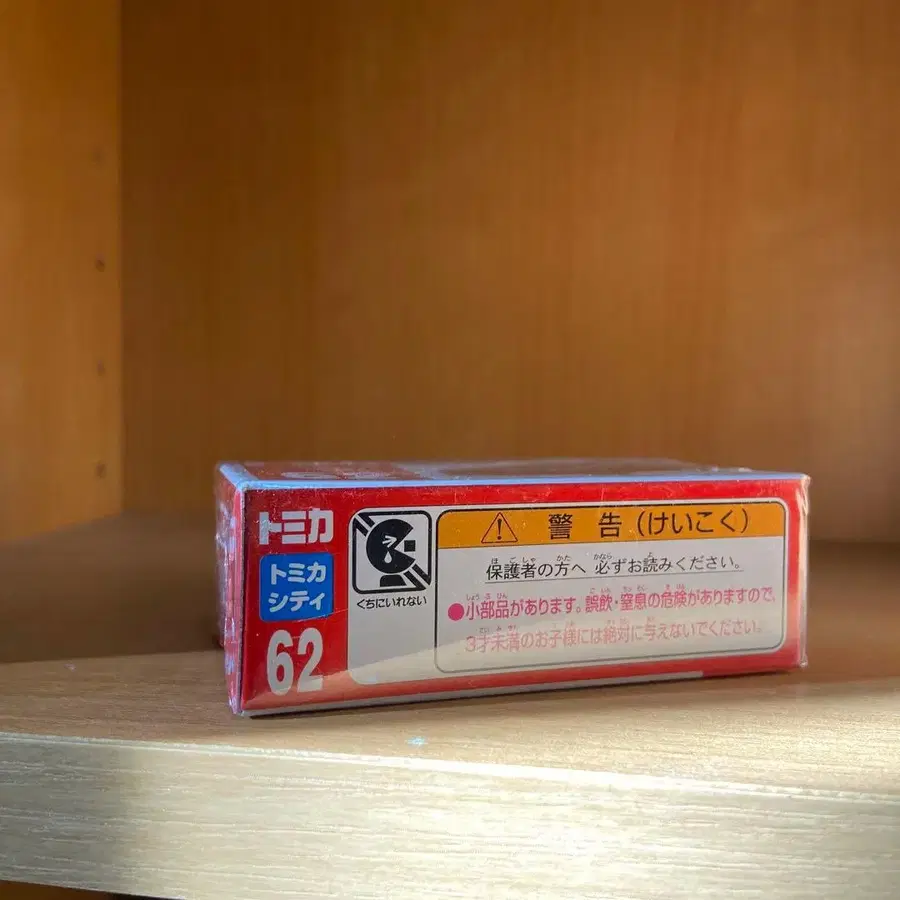 トミカ
トミカ
シティ
62
くちにいれない
警告(けいこく)
保護者の方へ 必ずお読みください。
●小部品があります。誤飲・窒息の危険がありますので、
3才未満のお子様には絶対に与えないでください。